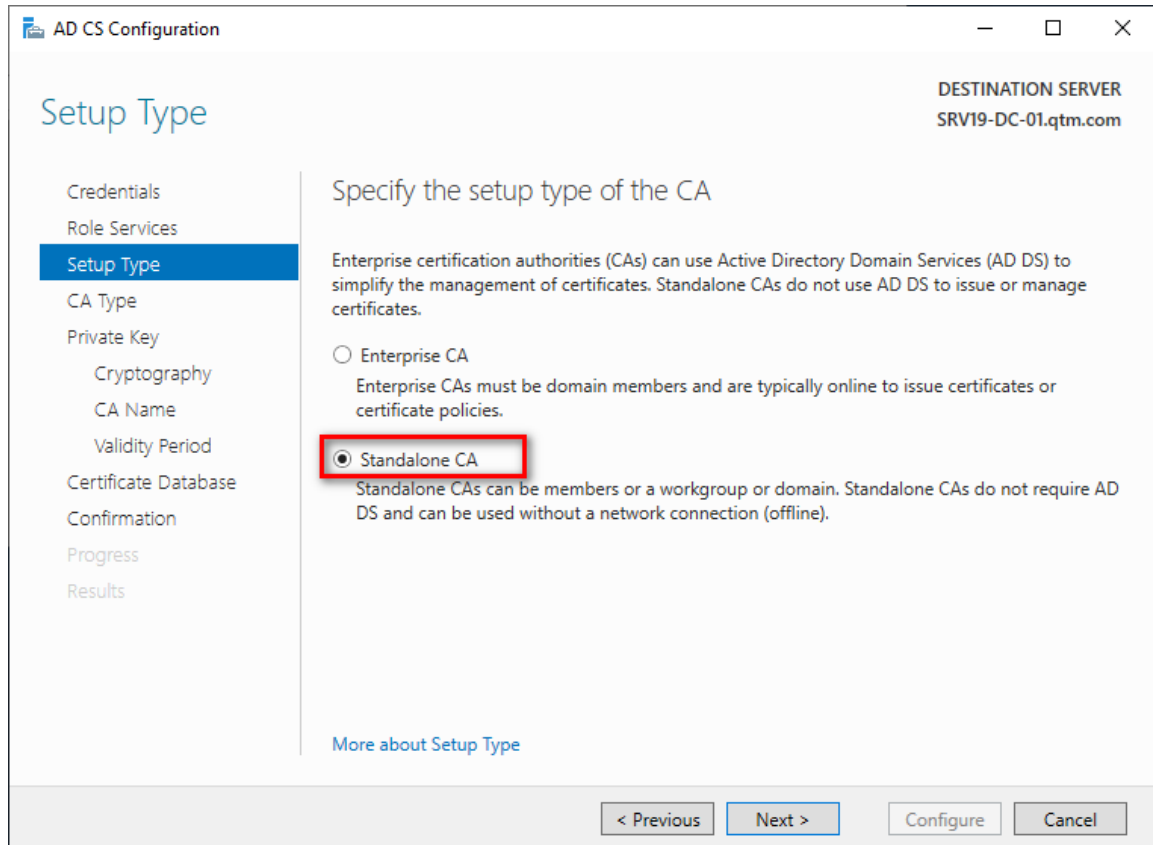 AD CS Configuration
DESTINATION SERVER
SRV19-DC-01.qtm.com
Setup Type
Credentials
Role Services
Setup Type
CA Type
Private Key
Cryptography
CA Name
Validity Period
Certificate Database
Confirmation
Progress
Results
Specify the setup type of the CA
Enterprise certification authorities (CAs) can use Active Directory Domain Services (AD DS) to
simplify the management of certificates. Standalone CAs do not use AD DS to issue or manage
certificates.
Enterprise CA
Enterprise CAs must be domain members and are typically online to issue certificates or
certificate policies.
Standalone CA
Standalone CAs can be members or a workgroup or domain. Standalone CAs do not require AD
DS and can be used without a network connection (offline).
More about Setup Type
< Previous
Next >
Configure
Cancel